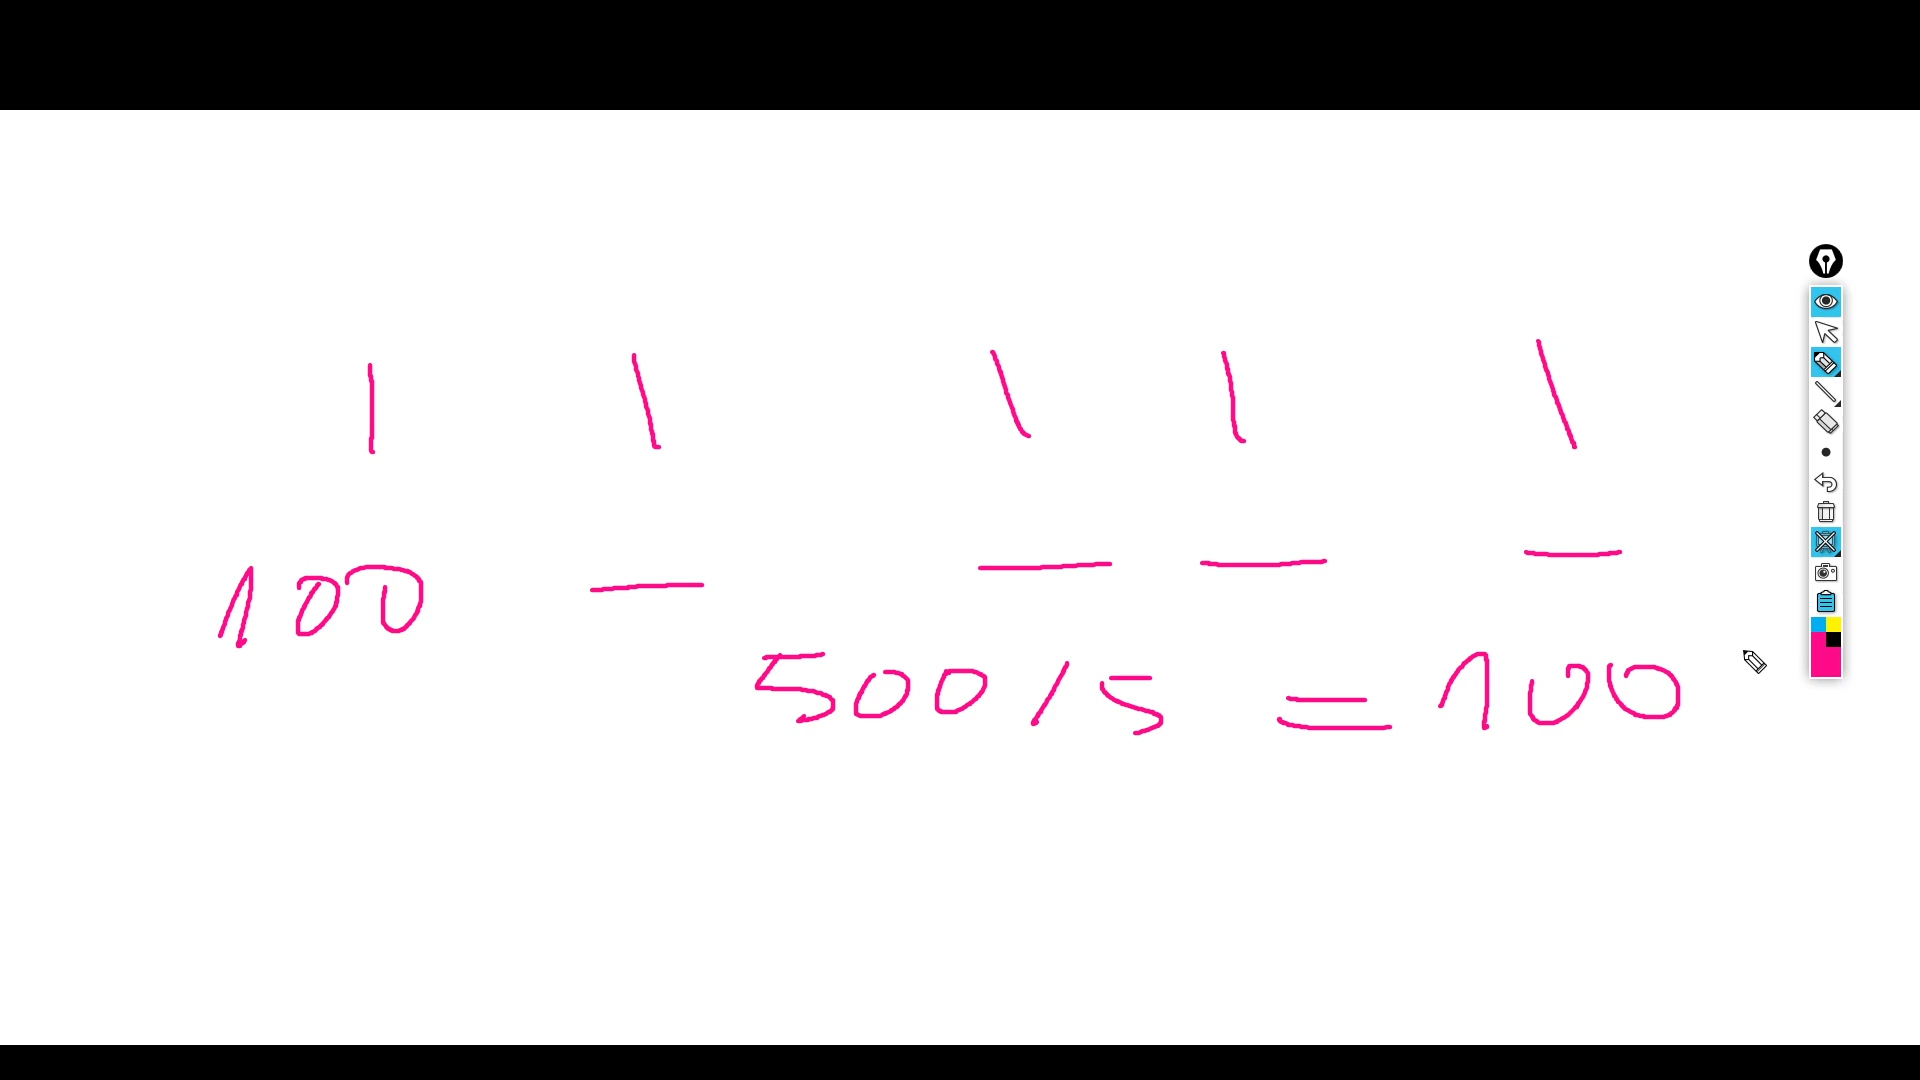 | | | | |
100 — — — —
500/5 = 100